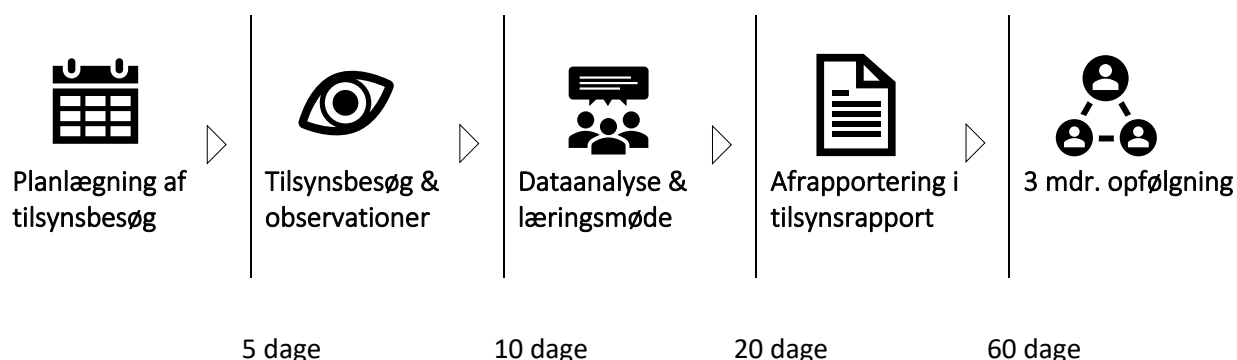 Planlægning af
tilsynsbesøg
Tilsynsbesøg &
observationer
Dataanalyse &
læringsmøde
Afrapportering i
tilsynsrapport
3 mdr. opfølgning
5 dage
10 dage
20 dage
60 dage